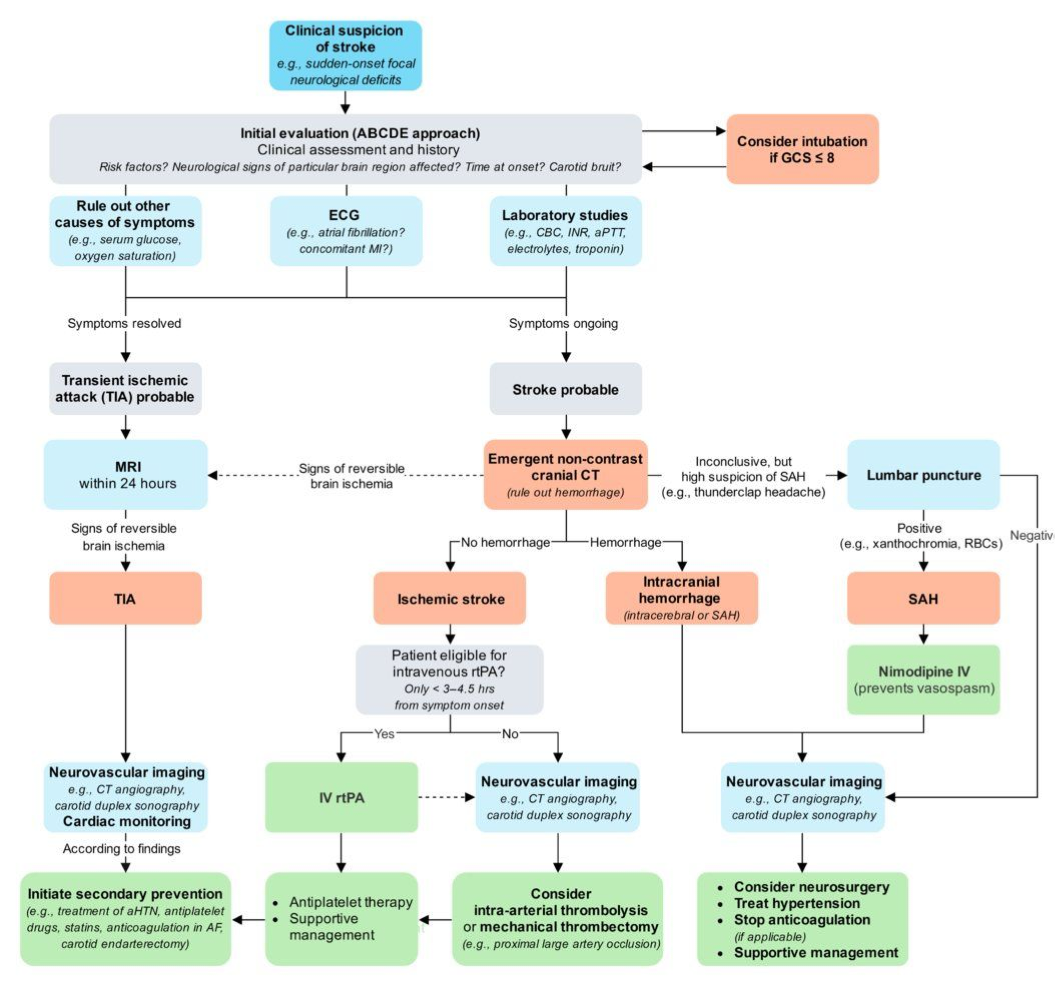 Clinical suspicion
of stroke
e.g., sudden-onset focal
neurological deficits
Initial evaluation (ABCDE approach)
Clinical assessment and history
Risk factors? Neurological signs of particular brain region affected? Time at onset? Carotid bruit?
Consider intubation
if GCS ≤ 8
Rule out other
causes of symptoms
(e.g., serum glucose,
oxygen saturation)
ECG
(e.g., atrial fibrillation?
concomitant MI?)
Laboratory studies
(e.g., CBC, INR, aPTT,
electrolytes, troponin)
Symptoms resolved
Symptoms ongoing
Transient ischemic
attack (TIA) probable
Stroke probable
MRI
within 24 hours
Signs of reversible
brain ischemia
Emergent non-contrast
cranial CT
(rule out hemorrhage)
Inconclusive, but
high suspicion of SAH
(e.g., thunderclap headache)
Lumbar puncture
Signs of reversible
brain ischemia
No hemorrhage
Hemorrhage
Positive
(e.g., xanthochromia, RBCs)
Negativ
TIA
Ischemic stroke
Intracranial
hemorrhage
(intracerebral or SAH)
SAH
Patient eligible for
intravenous rtPA?
Only < 3–4.5 hrs
from symptom onset
Nimodipine IV
(prevents vasospasm)
Yes
No
Neurovascular imaging
e.g., CT angiography,
carotid duplex sonography
Cardiac monitoring
IV rtPA
Neurovascular imaging
e.g., CT angiography,
carotid duplex sonography
Neurovascular imaging
e.g., CT angiography,
carotid duplex sonography
According to findings
Initiate secondary prevention
(e.g., treatment of aHTN, antiplatelet
drugs, statins, anticoagulation in AF,
carotid endarterectomy)
• Antiplatelet therapy
• Supportive
management
Consider
intra-arterial thrombolysis
or mechanical thrombectomy
(e.g., proximal large artery occlusion)
• Consider neurosurgery
• Treat hypertension
• Stop anticoagulation
(if applicable)
• Supportive management